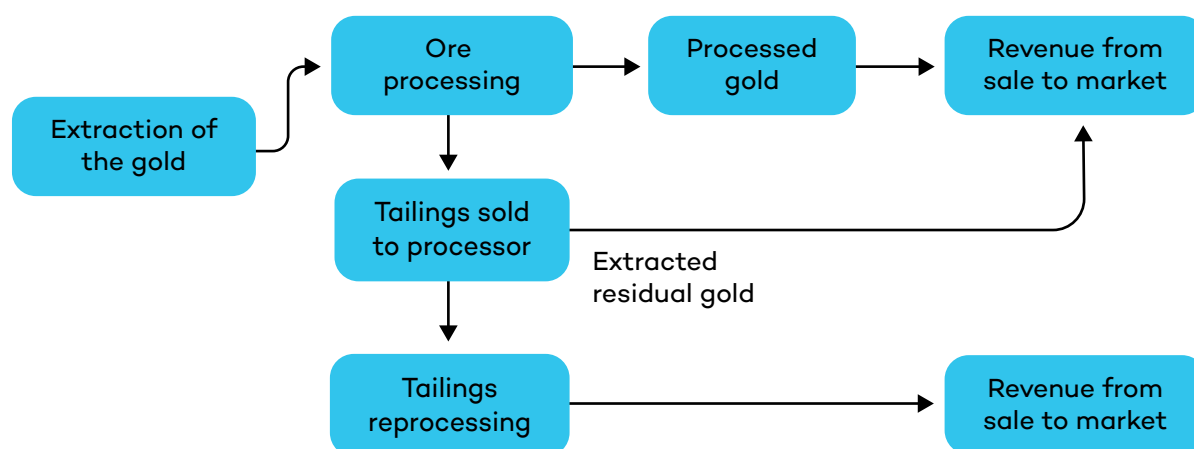 Ore
processing
Processed
gold
Revenue from
sale to market
Extraction of
the gold
Tailings sold
to processor
Extracted
residual gold
Tailings
reprocessing
Revenue from
sale to market